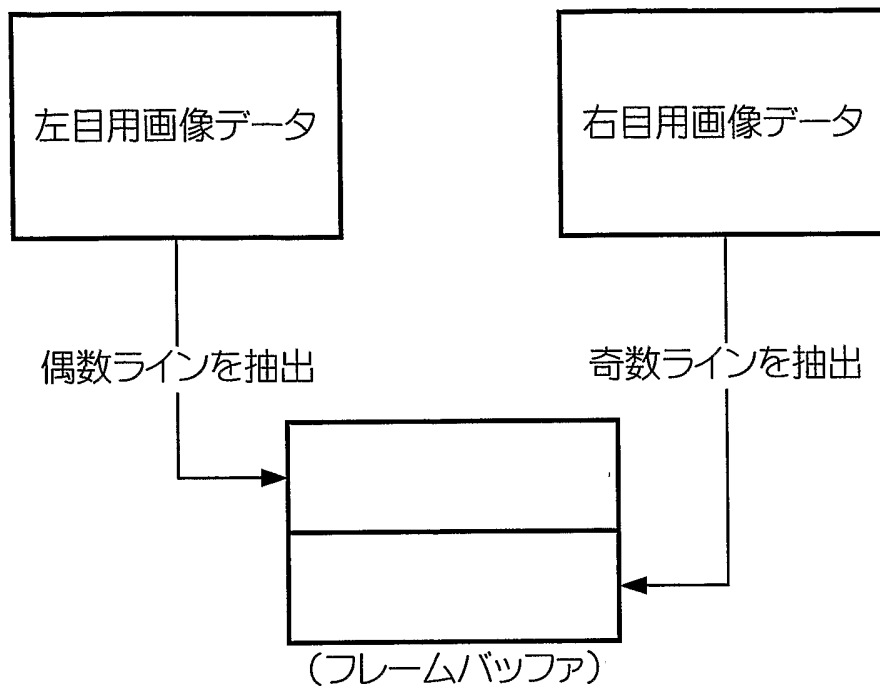 左目用画像データ
右目用画像データ
偶数ラインを抽出
奇数ラインを抽出
(フレームバッファ)